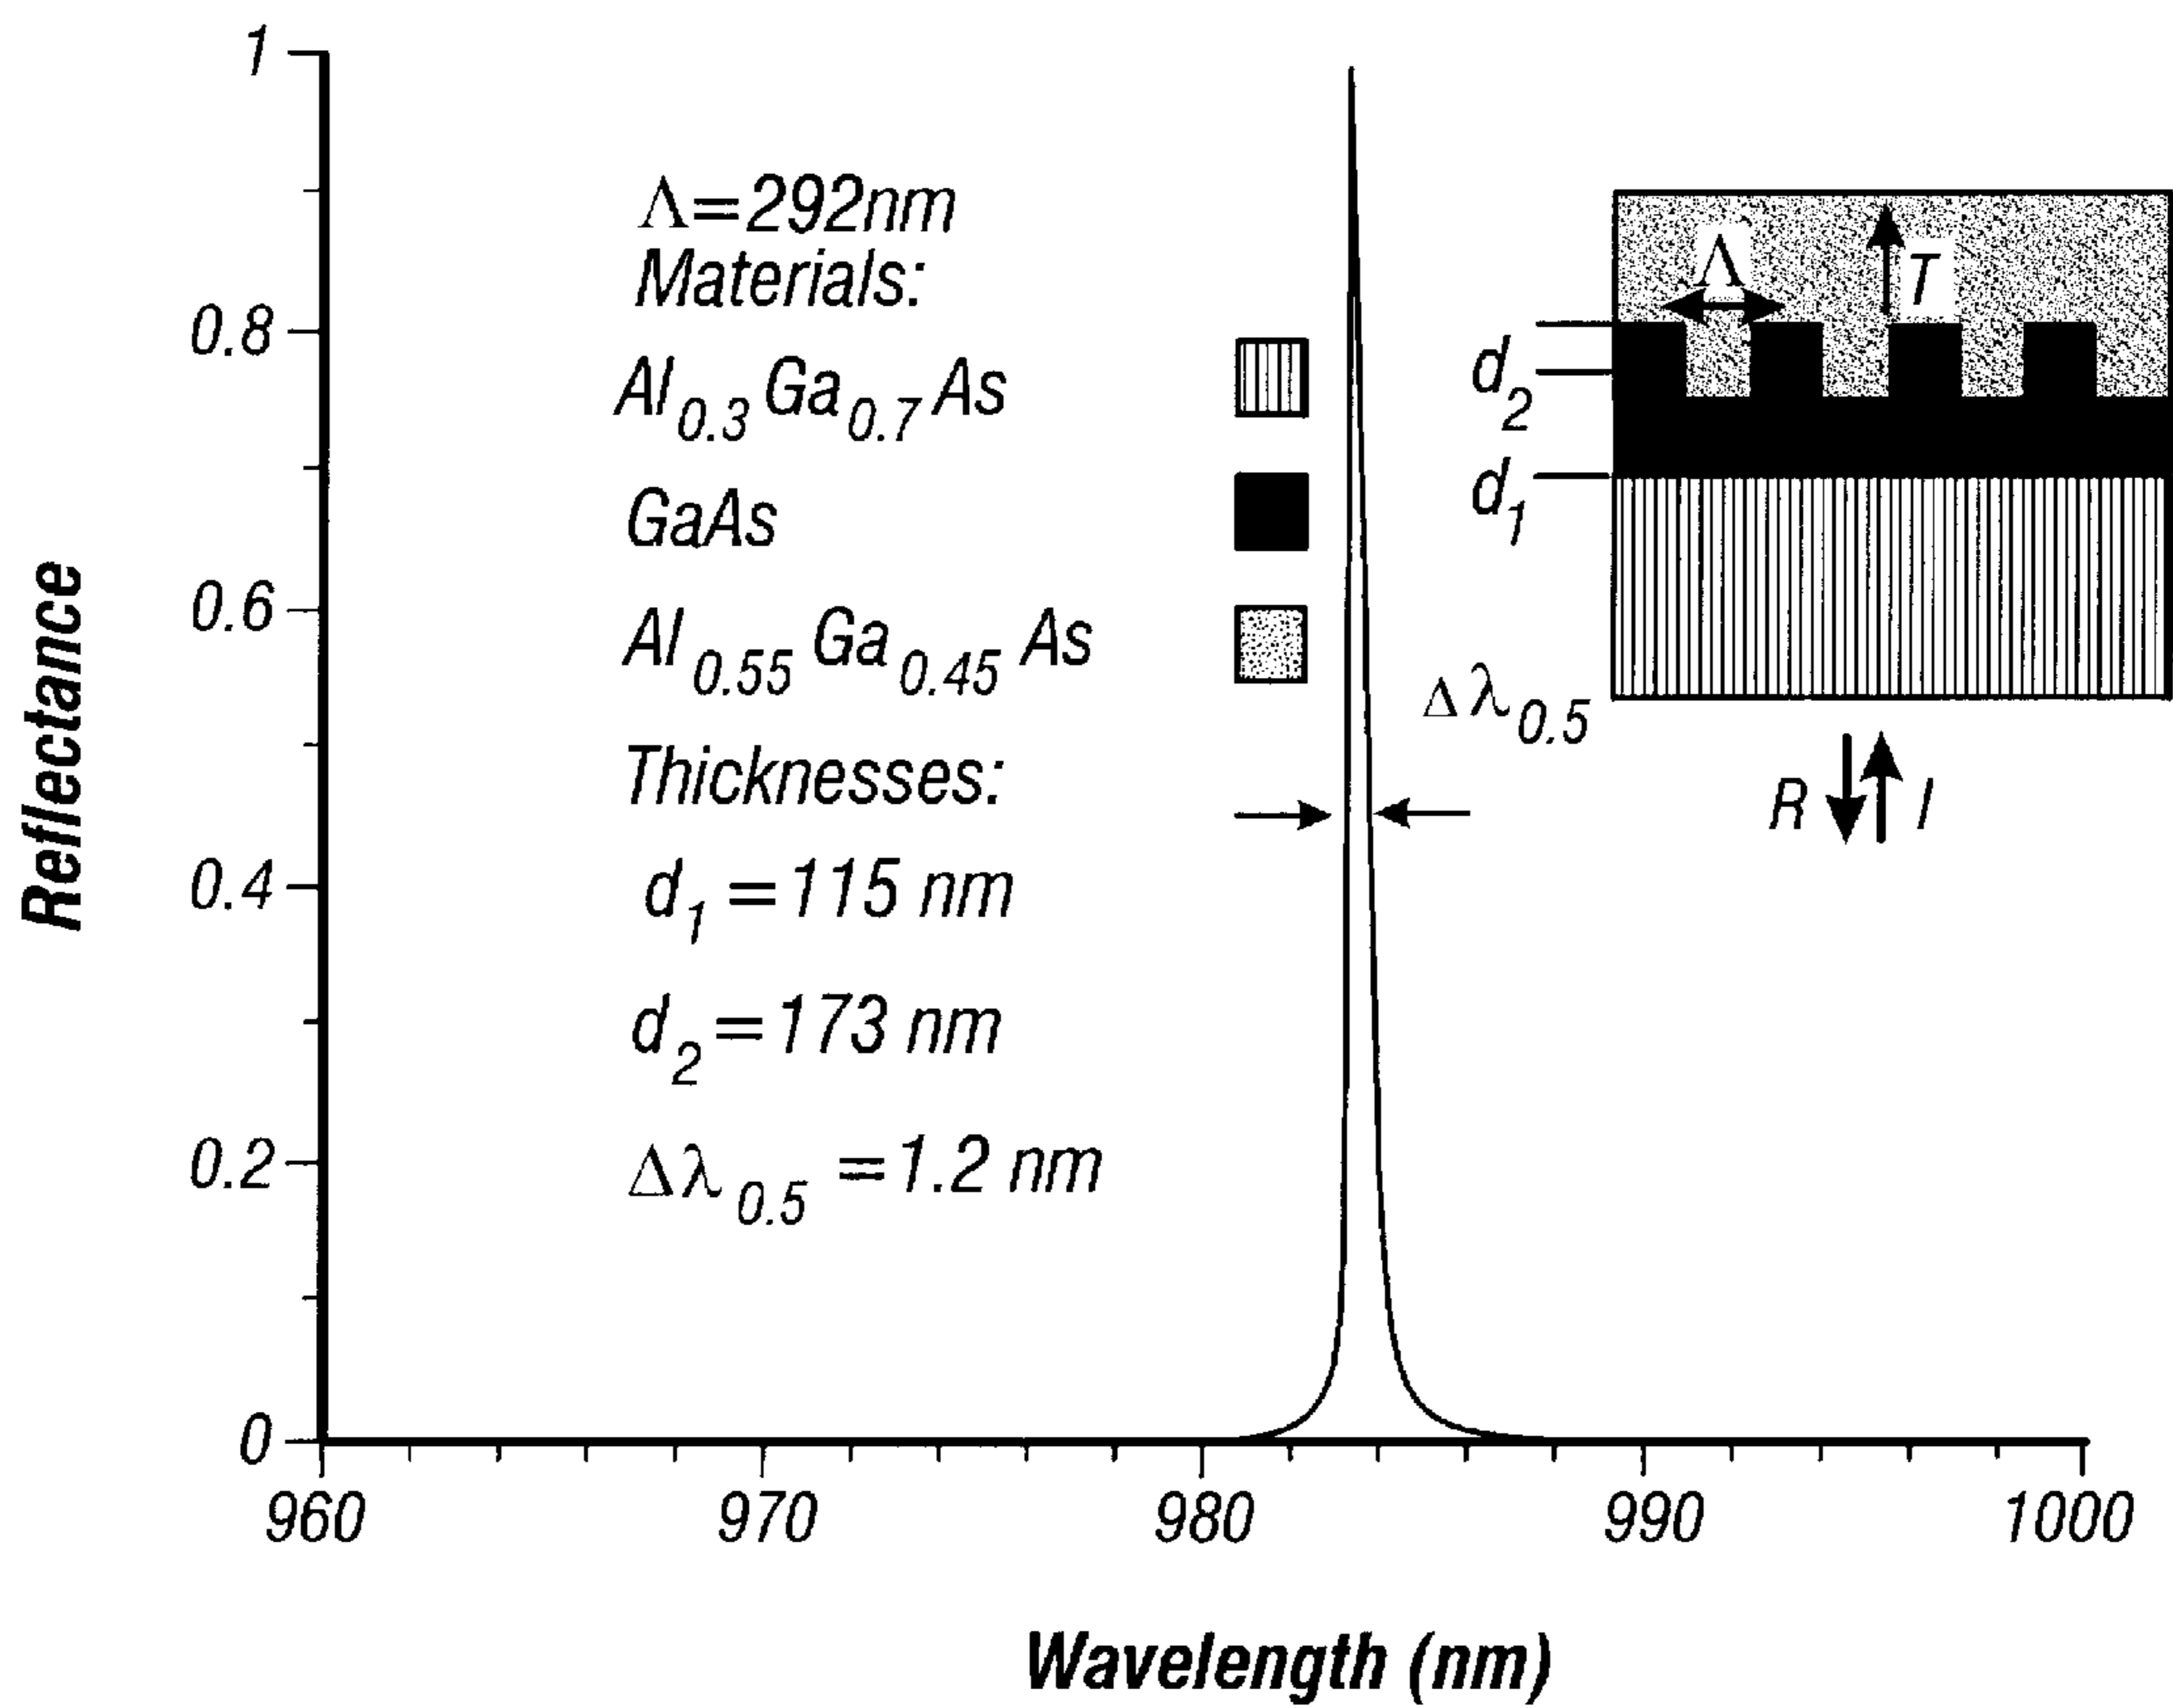 Reflectance
1
0.8
0.6
0.4
0.2
0
Λ=292nm
Materials:
Al0.3Ga0.7As
GaAs
Al0.55Ga0.45As
Thicknesses:
d1=115 nm
d2=173 nm
Δλ0.5=1.2 nm
Δλ0.5
Λ
T
d2
d1
R
I
960
970
980
990
1000
Wavelength (nm)